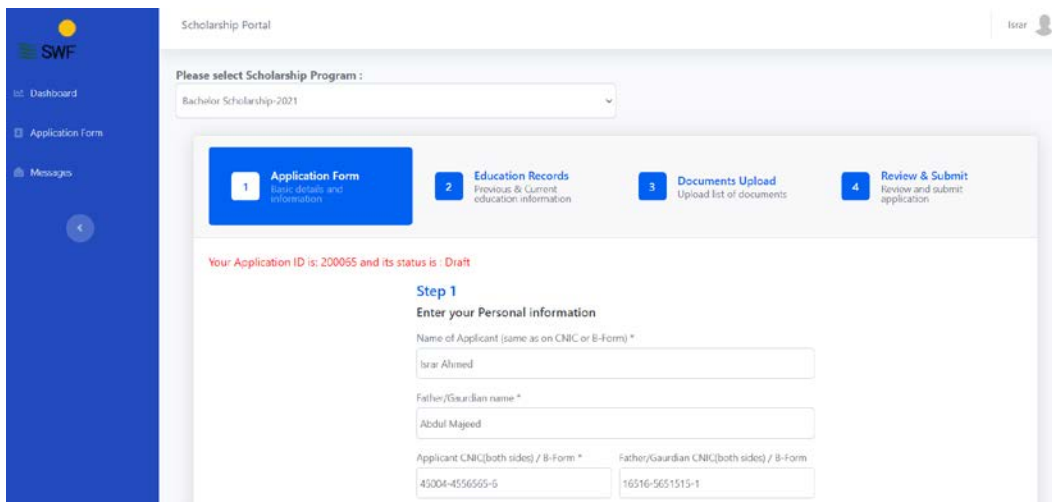 Scholarship Portal
Israr
SWF
Dashboard
Application Form
Messages
Please select Scholarship Program :
Bachelor Scholarship-2021
1
Application Form
Basic details and
information
2
Education Records
Previous & Current
education information
3
Documents Upload
Upload list of documents
4
Review & Submit
Review and submit
application
Your Application ID is: 200065 and its status is : Draft
Step 1
Enter your Personal information
Name of Applicant (same as on CNIC or B-Form) *
Israr Ahmed
Father/Gaurdian name *
Abdul Majeed
Applicant CNIC(both sides) / B-Form * Father/Gaurdian CNIC(both sides) / B-Form
45004-4556565-6 16516-5651515-1